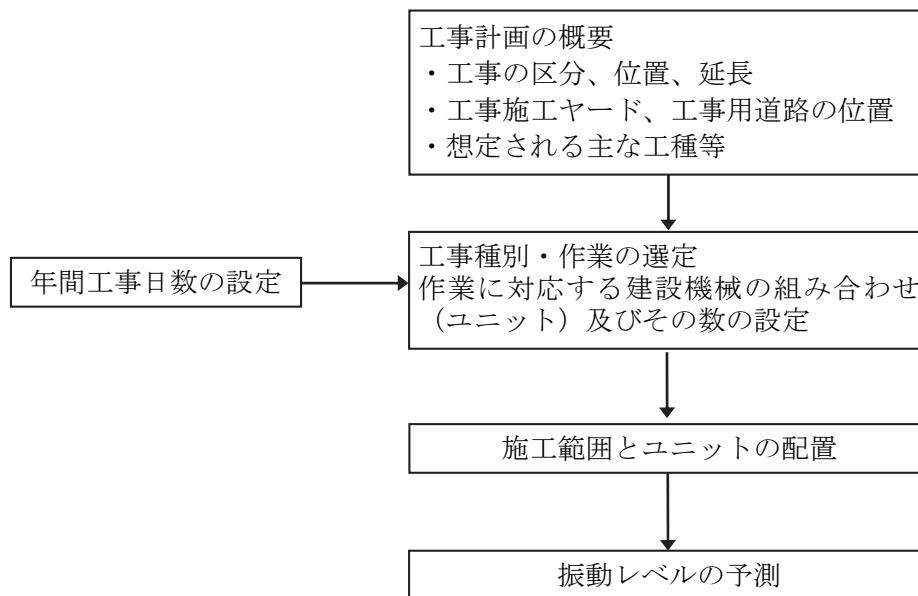 工事計画の概要
・工事の区分、位置、延長
・工事施工ヤード、工事用道路の位置
・想定される主な工種等
年間工事日数の設定
工事種別・作業の選定
作業に対応する建設機械の組み合わせ
（ユニット）及びその数の設定
施工範囲とユニットの配置
振動レベルの予測